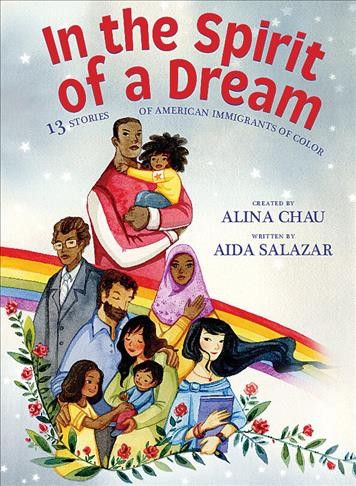 In the Spirit
of a Dream
13 STORIES OF AMERICAN IMMIGRANTS OF COLOR
CREATED BY
ALINA CHAU
WRITTEN BY
AIDA SALAZAR